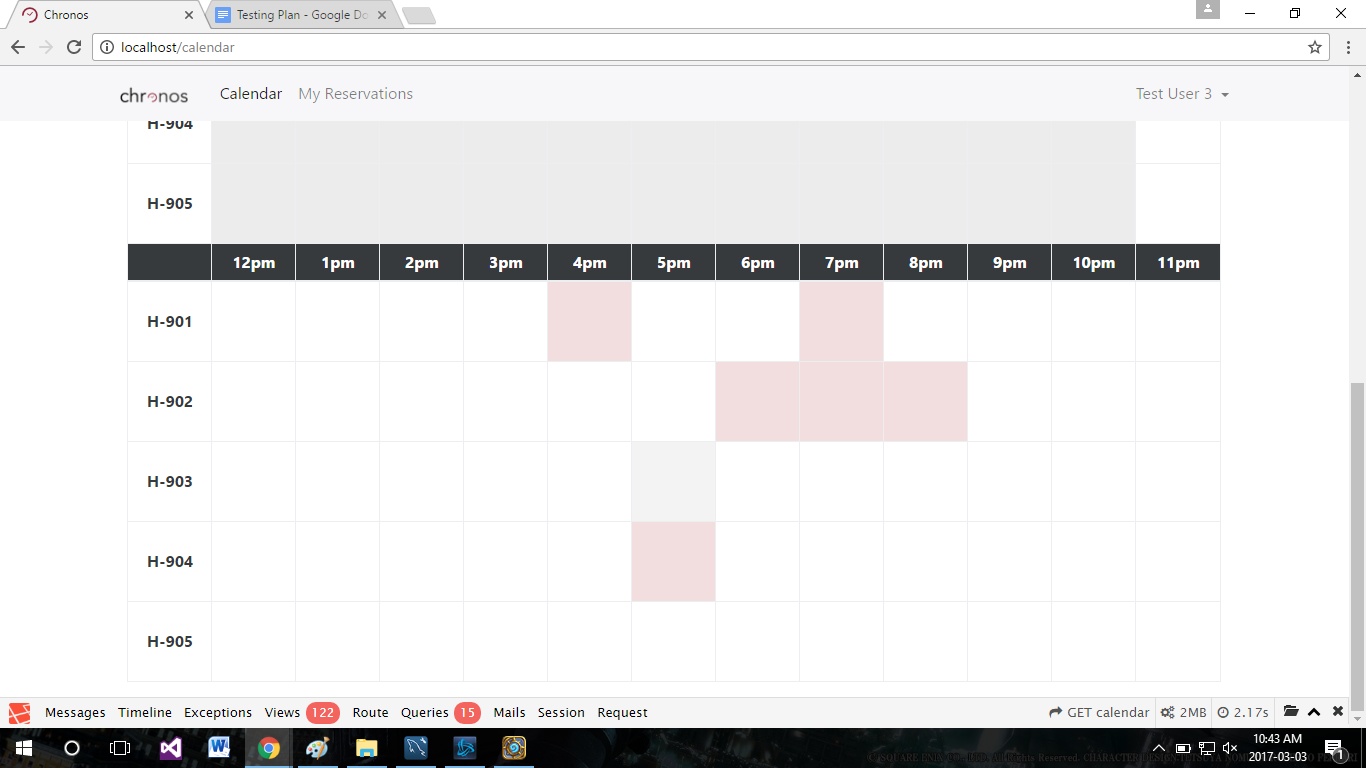 Chronos
Testing Plan - Google Do
localhost/calendar
chronos Calendar My Reservations Test User 3
H-904
H-905
12pm 1pm 2pm 3pm 4pm 5pm 6pm 7pm 8pm 9pm 10pm 11pm
H-901
H-902
H-903
H-904
H-905
Messages Timeline Exceptions Views 122 Route Queries 15 Mails Session Request GET calendar 2MB 2.17s
10:43 AM
2017-03-03
1